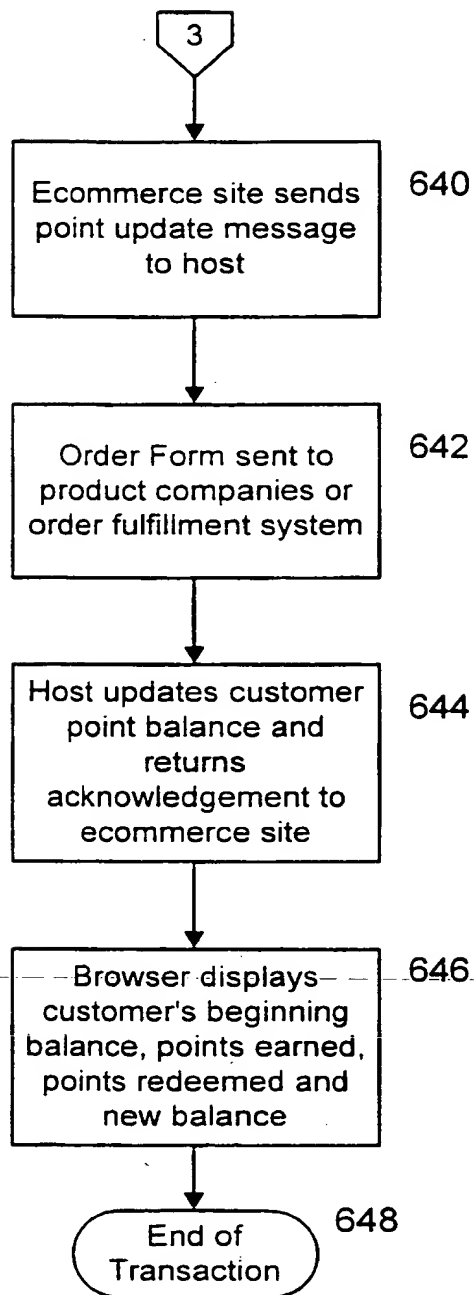 3
Ecommerce site sends
point update message
to host
640
Order Form sent to
product companies or
order fulfillment system
642
Host updates customer
point balance and
returns
acknowledgement to
ecommerce site
644
Browser displays
customer's beginning
balance, points earned,
points redeemed and
new balance
646
End of
Transaction
648